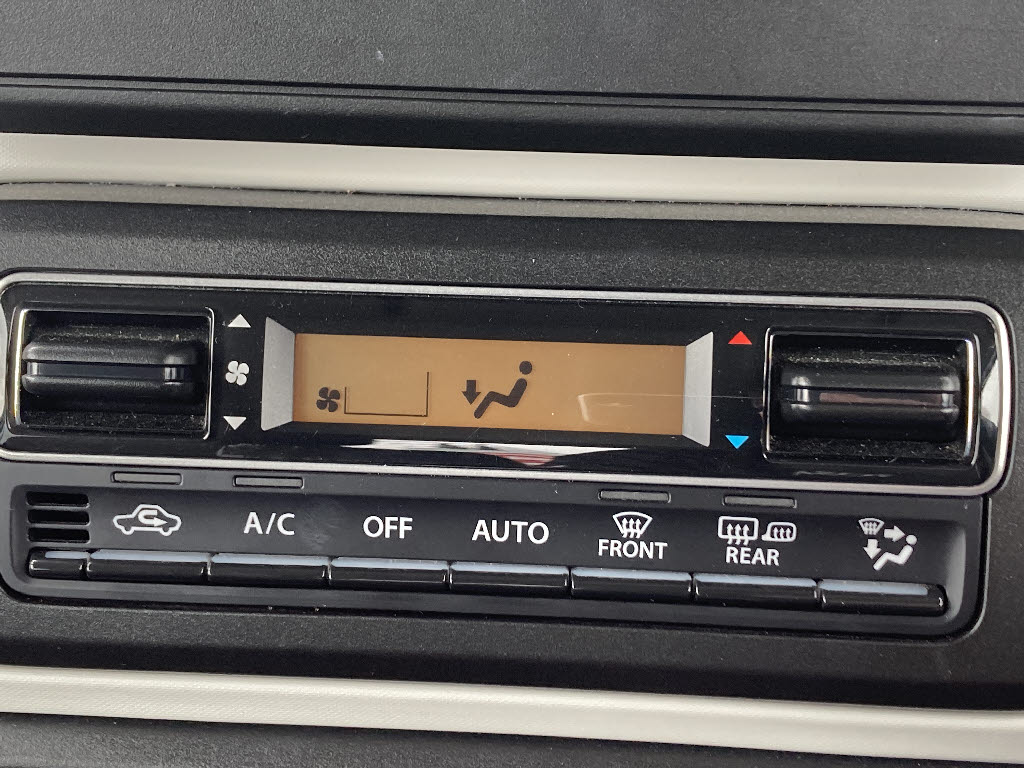 A/C OFF AUTO FRONT REAR